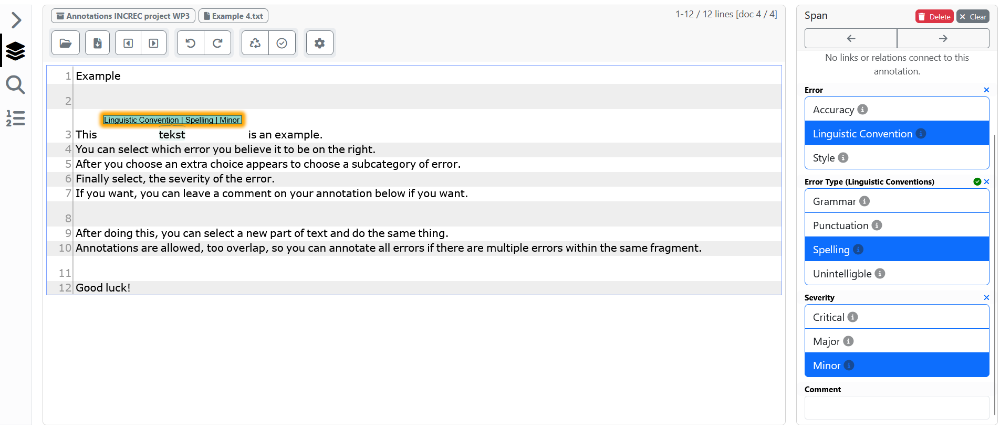 Annotations INCREC project WP3 Example 4.txt 1-12 / 12 lines [doc 4 / 4]
1 Example
2
Linguistic Convention | Spelling | Minor
3 This tekst is an example.
4 You can select which error you believe it to be on the right.
5 After you choose an extra choice appears to choose a subcategory of error.
6 Finally select, the severity of the error.
7 If you want, you can leave a comment on your annotation below if you want.
8
9 After doing this, you can select a new part of text and do the same thing.
10 Annotations are allowed, too overlap, so you can annotate all errors if there are multiple errors within the same fragment.
11
12 Good luck!
Span Delete Clear
No links or relations connect to this
annotation.
Error
Accuracy
Linguistic Convention
Style
Error Type (Linguistic Conventions)
Grammar
Punctuation
Spelling
Unintelligble
Severity
Critical
Major
Minor
Comment